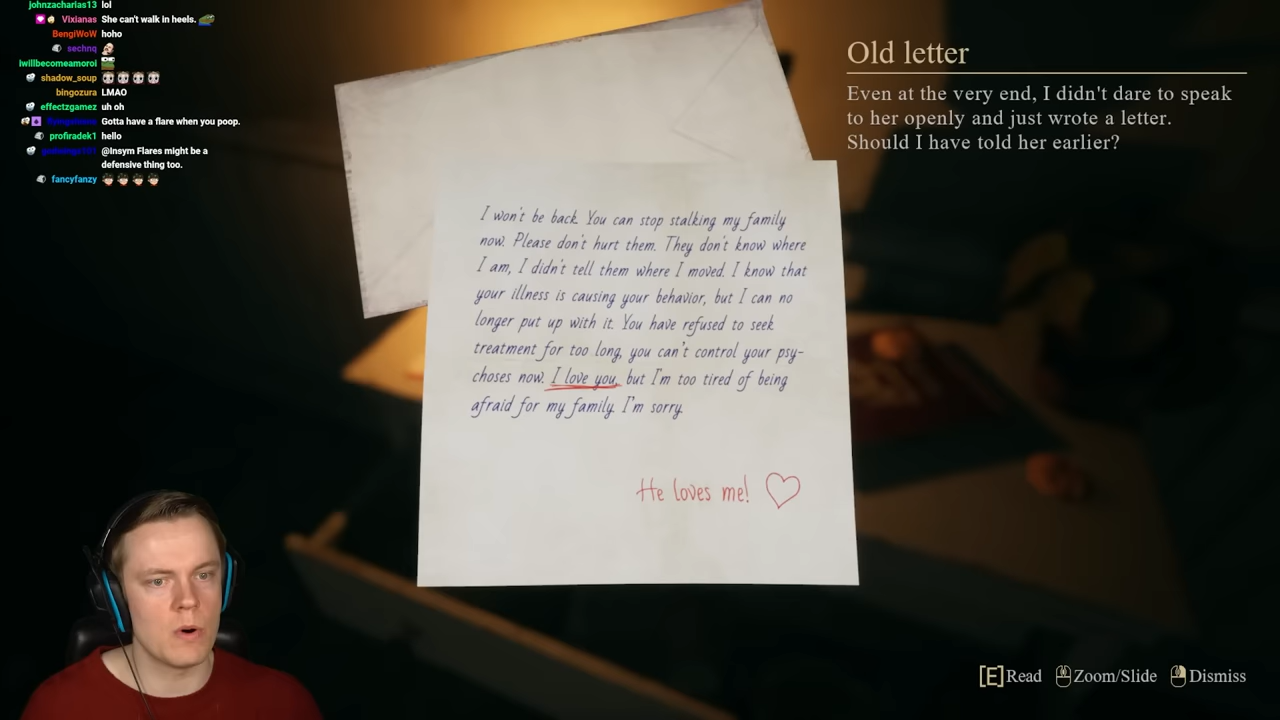 johnzacharias13 lol
Vixianas She can't walk in heels.
BengiWoW hoho
sechnq
iwillbecomeamoroi
shadow_soup
bingozura LMAO
effectzgamez uh oh
Gotta have a flare when you poop.
profiradek1 hello
@Insym Flares might be a
defensive thing too.
fancyfanzy
Old letter
Even at the very end, I didn't dare to speak
to her openly and just wrote a letter.
Should I have told her earlier?
I won't be back. You can stop stalking my family
now. Please don't hurt them. They don't know where
I am, I didn't tell them where I moved. I know that
your illness is causing your behavior, but I can no
longer put up with it. You have refused to seek
treatment for too long, you can't control your psy-
choses now. I love you, but I'm too tired of being
afraid for my family. I'm sorry.
He loves me!
[E]Read Zoom/Slide Dismiss